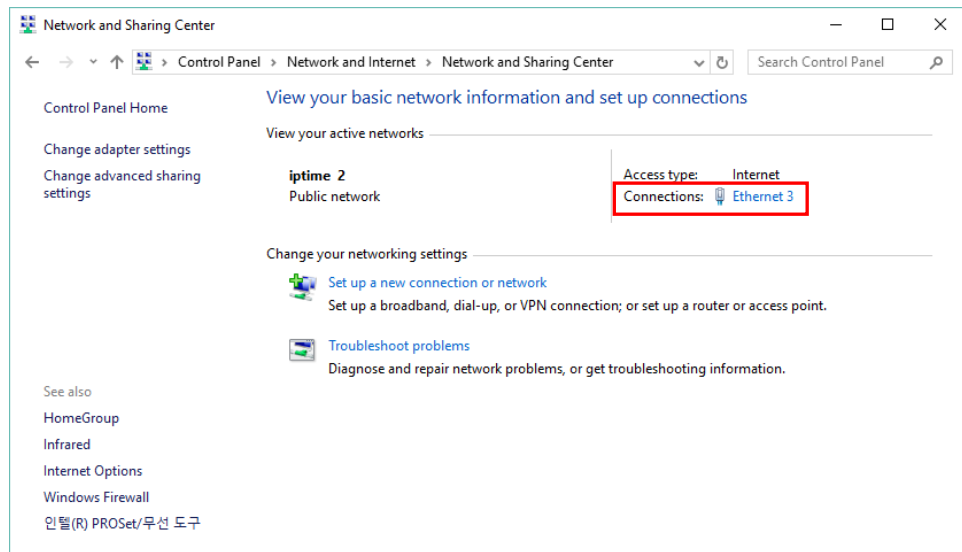 Network and Sharing Center
Control Panel > Network and Internet > Network and Sharing Center
Search Control Panel
Control Panel Home
Change adapter settings
Change advanced sharing
settings
View your basic network information and set up connections
View your active networks
iptime 2
Public network
Access type: Internet
Connections: Ethernet 3
Change your networking settings
Set up a new connection or network
Set up a broadband, dial-up, or VPN connection; or set up a router or access point.
Troubleshoot problems
Diagnose and repair network problems, or get troubleshooting information.
See also
HomeGroup
Infrared
Internet Options
Windows Firewall
인텔(R) PROSet/무선 도구